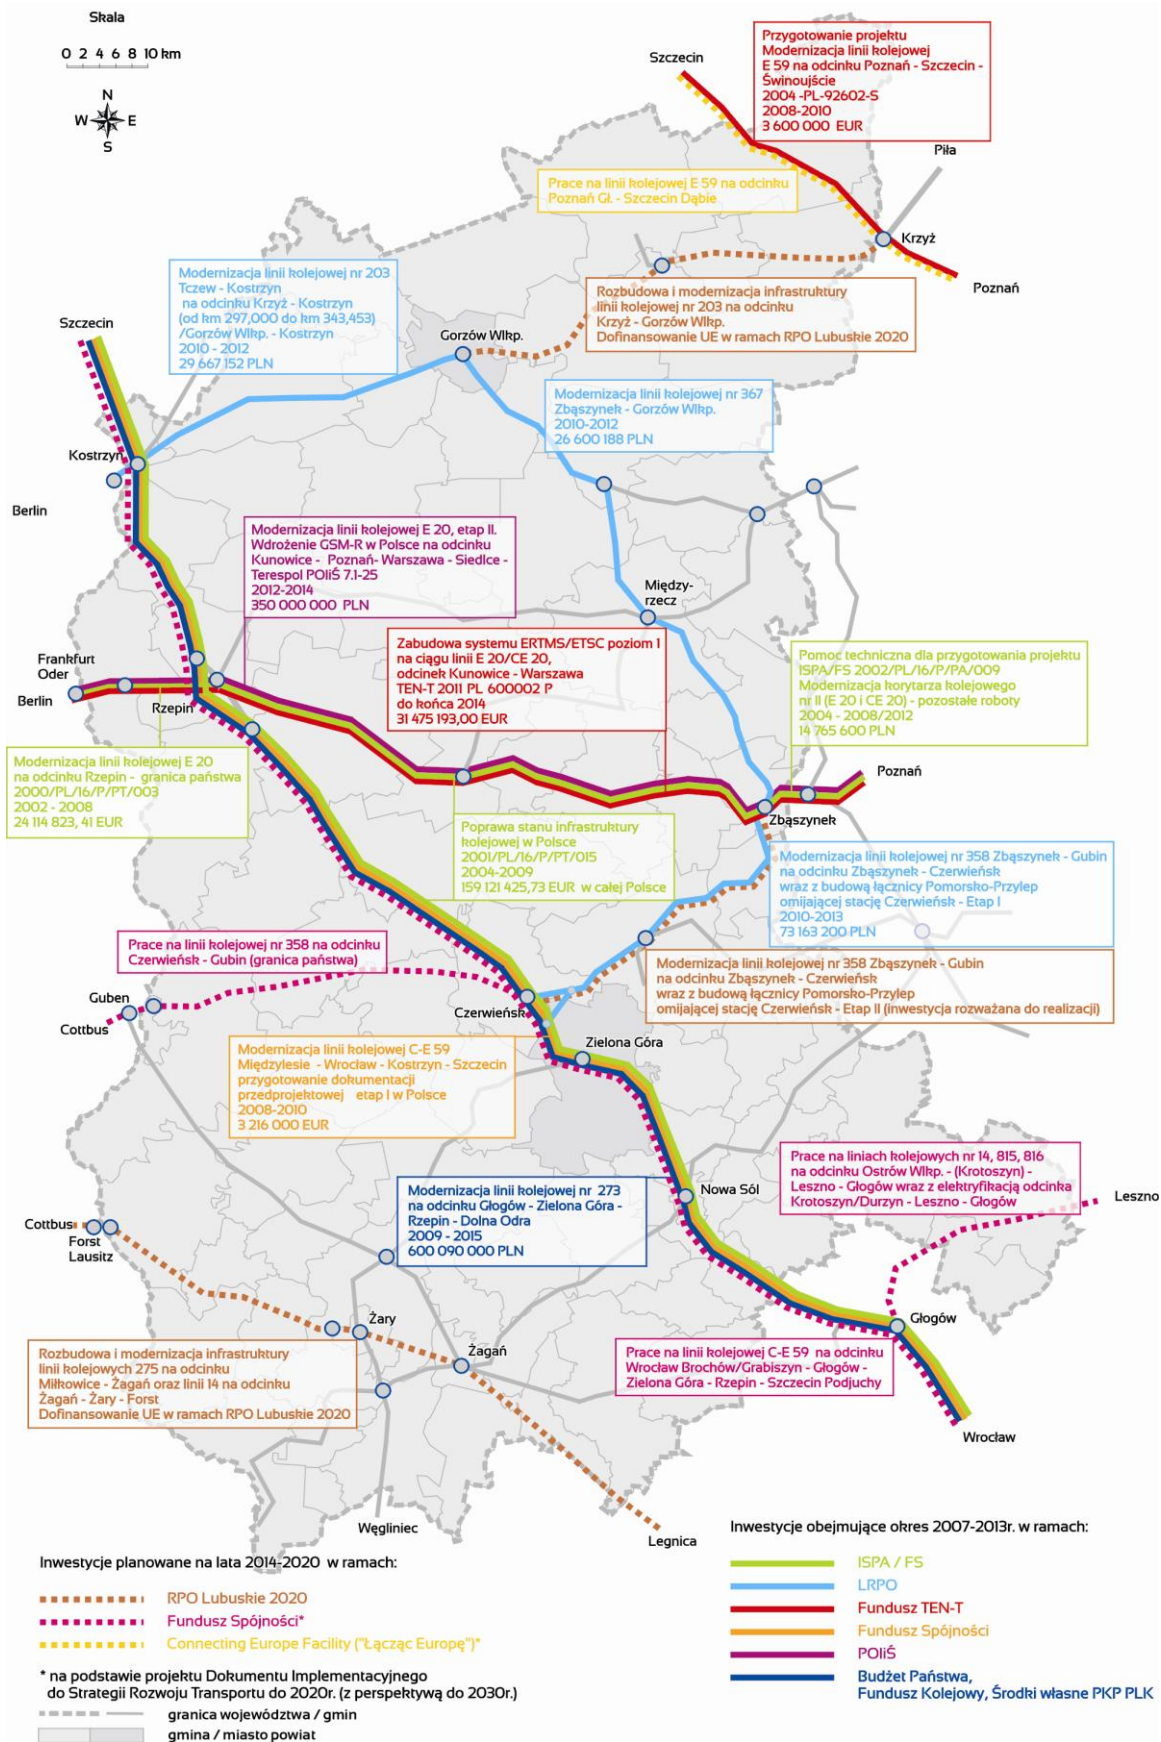 Skala
0 2 4 6 8 10 km
N
W E
S
Szczecin
Przygotowanie projektu
Modernizacja linii kolejowej
E 59 na odcinku Poznań - Szczecin -
Świnoujście
2004 -PL-92602-S
2008-2010
3 600 000 EUR
Piła
Prace na linii kolejowej E 59 na odcinku
Poznań Gł. - Szczecin Dąbie
Krzyż
Poznań
Modernizacja linii kolejowej nr 203
Tczew - Kostrzyn
na odcinku Krzyż - Kostrzyn
(od km 297,000 do km 343,453)
/Gorzów Wlkp. - Kostrzyn
2010 - 2012
29 667 152 PLN
Rozbudowa i modernizacja infrastruktury
linii kolejowej nr 203 na odcinku
Krzyż - Gorzów Wlkp.
Dofinansowanie UE w ramach RPO Lubuskie 2020
Szczecin
Gorzów Wlkp.
Modernizacja linii kolejowej nr 367
Zbąszynek - Gorzów Wlkp.
2010-2012
26 600 188 PLN
Kostrzyn
Berlin
Modernizacja linii kolejowej E 20, etap II.
Wdrożenie GSM-R w Polsce na odcinku
Kunowice - Poznań- Warszawa - Siedlce -
Terespol POIiŚ 7.1-25
2012-2014
350 000 000 PLN
Między-
rzecz
Zabudowa systemu ERTMS/ETSC poziom 1
na ciągu linii E 20/CE 20,
odcinek Kunowice - Warszawa
TEN-T 2011 PL 600002 P
do końca 2014
31 475 193,00 EUR
Pomoc techniczna dla przygotowania projektu
ISPA/FS 2002/PL/16/P/PA/009
Modernizacja korytarza kolejowego
nr II (E 20 i CE 20) - pozostałe roboty
2004 - 2008/2012
14 765 600 PLN
Frankfurt
Oder
Berlin
Rzepin
Poznań
Zbąszynek
Modernizacja linii kolejowej E 20
na odcinku Rzepin - granica państwa
2000/PL/16/P/PT/003
2002 - 2008
24 114 823, 41 EUR
Poprawa stanu infrastruktury
kolejowej w Polsce
2001/PL/16/P/PT/015
2004-2009
159 121 425,73 EUR w całej Polsce
Modernizacja linii kolejowej nr 358 Zbąszynek - Gubin
na odcinku Zbąszynek - Czerwieńsk
wraz z budową łącznicy Pomorsko-Przylep
omijającej stację Czerwieńsk - Etap I
2010-2013
73 163 200 PLN
Prace na linii kolejowej nr 358 na odcinku
Czerwieńsk - Gubin (granica państwa)
Modernizacja linii kolejowej nr 358 Zbąszynek - Gubin
na odcinku Zbąszynek - Czerwieńsk
wraz z budową łącznicy Pomorsko-Przylep
omijającej stację Czerwieńsk - Etap II (inwestycja rozważana do realizacji)
Guben
Cottbus
Czerwieńsk
Zielona Góra
Modernizacja linii kolejowej C-E 59
Międzylesie - Wrocław - Kostrzyn - Szczecin
przygotowanie dokumentacji
przedprojektowej etap I w Polsce
2008-2010
3 216 000 EUR
Prace na liniach kolejowych nr 14, 815, 816
na odcinku Ostrów Wlkp. - (Krotoszyn) -
Leszno - Głogów wraz z elektryfikacją odcinka
Krotoszyn/Durzyn - Leszno - Głogów
Leszno
Modernizacja linii kolejowej nr 273
na odcinku Głogów - Zielona Góra -
Rzepin - Dolna Odra
2009 - 2015
600 090 000 PLN
Nowa Sól
Cottbus
Forst
Lausitz
Żary
Żagań
Głogów
Rozbudowa i modernizacja infrastruktury
linii kolejowych 275 na odcinku
Miłkowice - Żagań oraz linii 14 na odcinku
Żagań - Żary - Forst
Dofinansowanie UE w ramach RPO Lubuskie 2020
Prace na linii kolejowej C-E 59 na odcinku
Wrocław Brochów/Grabiszyn - Głogów -
Zielona Góra - Rzepin - Szczecin Podjuchy
Wrocław
Węgliniec
Legnica
Inwestycje planowane na lata 2014-2020 w ramach:
RPO Lubuskie 2020
Fundusz Spójności*
Connecting Europe Facility ("Łącząc Europę")*
* na podstawie projektu Dokumentu Implementacyjnego
do Strategii Rozwoju Transportu do 2020r. (z perspektywą do 2030r.)
granica województwa / gmin
gmina / miasto powiat
Inwestycje obejmujące okres 2007-2013r. w ramach:
ISPA / FS
LRPO
Fundusz TEN-T
Fundusz Spójności
POIiŚ
Budżet Państwa,
Fundusz Kolejowy, Środki własne PKP PLK